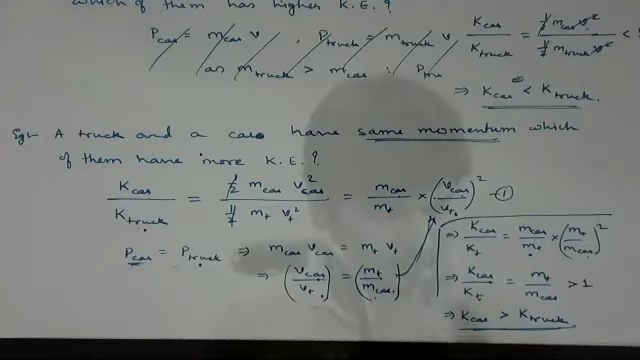 which of them has higher K.E.?
P_car = m_car v , P_truck = m_truck v
as m_truck > m_car ; P_tru
K_car / K_truck = ½ m_car v² / ½ m_truck v² <
⇒ K_car < K_truck.
Eg:- A truck and a car have same momentum which
of them have more K.E.?
K_car / K_truck = ½ m_car v_car² / ½ m_t v_t² = m_car / m_t × (v_car / v_t)² - ①
P_car = P_truck ⇒ m_car v_car = m_t v_t
⇒ (v_car / v_t) = (m_t / m_car)
⇒ K_car / K_t = m_car / m_t × (m_t / m_car)²
⇒ K_car / K_t = m_t / m_car > 1
⇒ K_car > K_truck